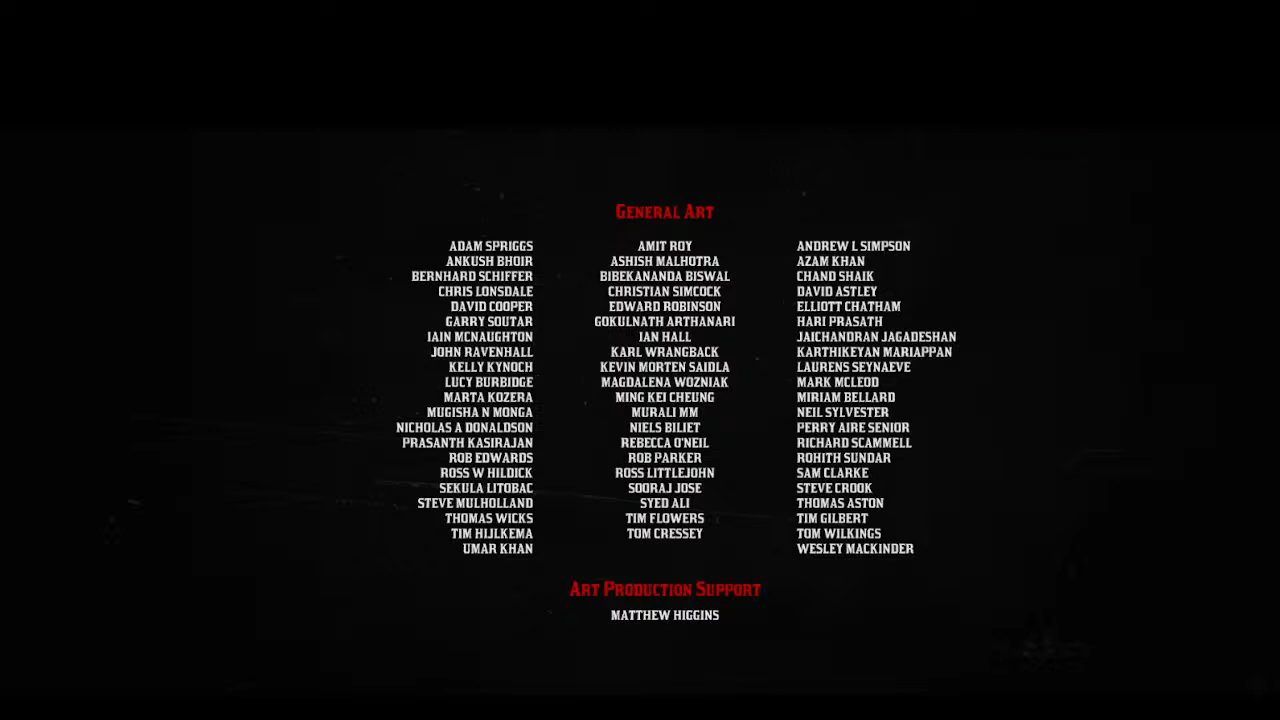 GENERAL ART
ADAM SPRIGGS AMIT ROY ANDREW L SIMPSON
ANKUSH BHOIR ASHISH MALHOTRA AZAM KHAN
BERNHARD SCHIFFER BIBEKANANDA BISWAL CHAND SHAIK
CHRIS LONSDALE CHRISTIAN SIMCOCK DAVID ASTLEY
DAVID COOPER EDWARD ROBINSON ELLIOTT CHATHAM
GARRY SOUTAR GOKULNATH ARTHANARI HARI PRASATH
IAIN MCNAUGHTON IAN HALL JAICHANDRAN JAGADESHAN
JOHN RAVENHALL KARL WRANGBACK KARTHIKEYAN MARIAPPAN
KELLY KYNOCH KEVIN MORTEN SAIDLA LAURENS SEYNAEVE
LUCY BURBIDGE MAGDALENA WOZNIAK MARK MCLEOD
MARTA KOZERA MING KEI CHEUNG MIRIAM BELLARD
MUGISHA N MONGA MURALI MM NEIL SYLVESTER
NICHOLAS A DONALDSON NIELS BILIET PERRY AIRE SENIOR
PRASANTH KASIRAJAN REBECCA O'NEIL RICHARD SCAMMELL
ROB EDWARDS ROB PARKER ROHITH SUNDAR
ROSS W HILDICK ROSS LITTLEJOHN SAM CLARKE
SEKULA LITOBAC SOORAJ JOSE STEVE CROOK
STEVE MULHOLLAND SYED ALI THOMAS ASTON
THOMAS WICKS TIM FLOWERS TIM GILBERT
TIM HIJLKEMA TOM CRESSEY TOM WILKINGS
UMAR KHAN WESLEY MACKINDER
ART PRODUCTION SUPPORT
MATTHEW HIGGINS